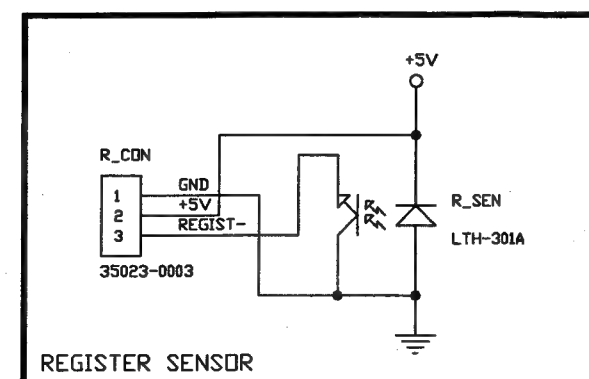 +5V
R_CON
1 GND
2 +5V
3 REGIST-
35023-0003
R_SEN
LTH-301A
REGISTER SENSOR